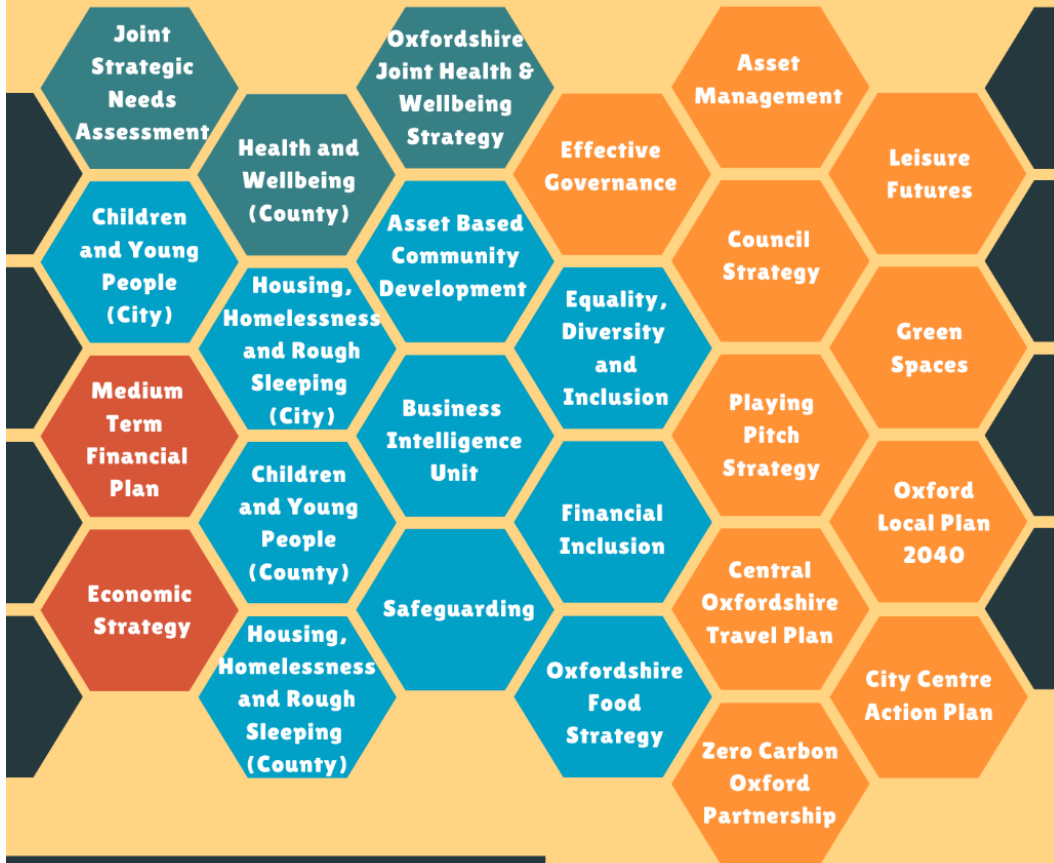 Joint
Strategic
Needs
Assessment
Children
and Young
People
(City)
Medium
Term
Financial
Plan
Economic
Strategy
Health and
Wellbeing
(County)
Housing,
Homelessness
and Rough
Sleeping
(City)
Children
and Young
People
(County)
Housing,
Homelessness
and Rough
Sleeping
(County)
Oxfordshire
Joint Health &
Wellbeing
Strategy
Asset Based
Community
Development
Business
Intelligence
Unit
Safeguarding
Effective
Governance
Equality,
Diversity
and
Inclusion
Financial
Inclusion
Oxfordshire
Food
Strategy
Asset
Management
Council
Strategy
Playing
Pitch
Strategy
Central
Oxfordshire
Travel Plan
Zero Carbon
Oxford
Partnership
Leisure
Futures
Green
Spaces
Oxford
Local Plan
2040
City Centre
Action Plan